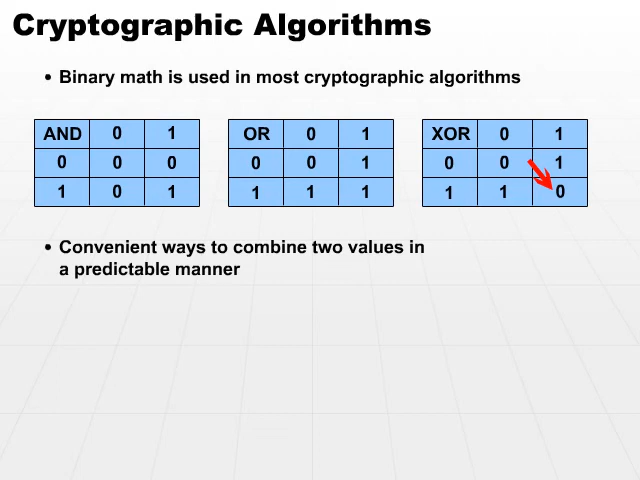 Cryptographic Algorithms
• Binary math is used in most cryptographic algorithms
AND 0 1
0 0 0
1 0 1
OR 0 1
0 0 1
1 1 1
XOR 0 1
0 0 1
1 1 0
• Convenient ways to combine two values in
a predictable manner